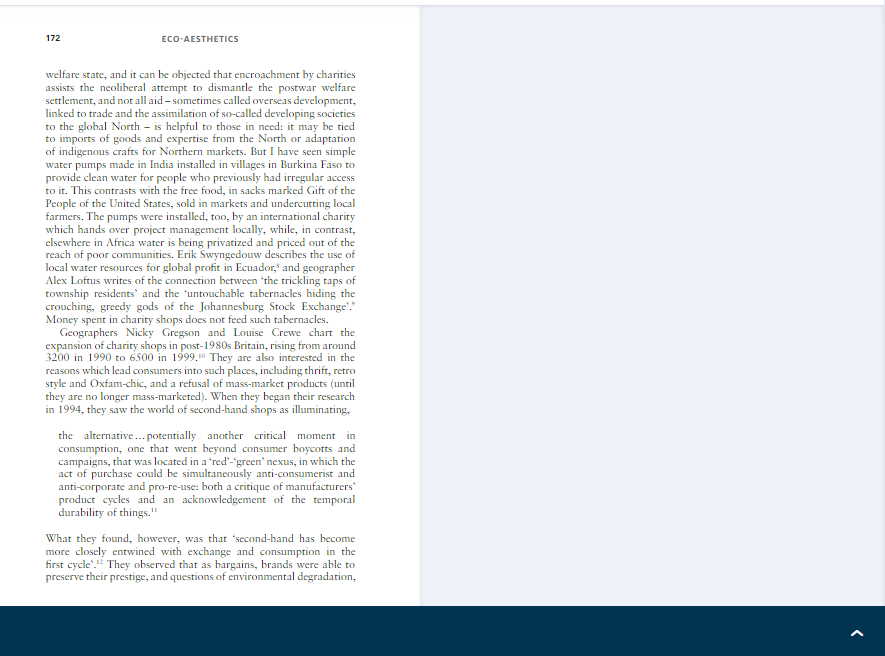 172
ECO-AESTHETICS
welfare state, and it can be objected that encroachment by charities
assists the neoliberal attempt to dismantle the postwar welfare
settlement, and not all aid – sometimes called overseas development,
linked to trade and the assimilation of so-called developing societies
to the global North – is helpful to those in need: it may be tied
to imports of goods and expertise from the North or adaptation
of indigenous crafts for Northern markets. But I have seen simple
water pumps made in India installed in villages in Burkina Faso to
provide clean water for people who previously had irregular access
to it. This contrasts with the free food, in sacks marked Gift of the
People of the United States, sold in markets and undercutting local
farmers. The pumps were installed, too, by an international charity
which hands over project management locally, while, in contrast,
elsewhere in Africa water is being privatized and priced out of the
reach of poor communities. Erik Swyngedouw describes the use of
local water resources for global profit in Ecuador,⁸ and geographer
Alex Loftus writes of the connection between ‘the trickling taps of
township residents’ and the ‘untouchable tabernacles hiding the
crouching, greedy gods of the Johannesburg Stock Exchange’.⁹
Money spent in charity shops does not feed such tabernacles.
Geographers Nicky Gregson and Louise Crewe chart the
expansion of charity shops in post-1980s Britain, rising from around
3200 in 1990 to 6500 in 1999.¹⁰ They are also interested in the
reasons which lead consumers into such places, including thrift, retro
style and Oxfam-chic, and a refusal of mass-market products (until
they are no longer mass-marketed). When they began their research
in 1994, they saw the world of second-hand shops as illuminating,
the alternative … potentially another critical moment in
consumption, one that went beyond consumer boycotts and
campaigns, that was located in a ‘red’-‘green’ nexus, in which the
act of purchase could be simultaneously anti-consumerist and
anti-corporate and pro-re-use: both a critique of manufacturers’
product cycles and an acknowledgement of the temporal
durability of things.¹¹
What they found, however, was that ‘second-hand has become
more closely entwined with exchange and consumption in the
first cycle’.¹² They observed that as bargains, brands were able to
preserve their prestige, and questions of environmental degradation,